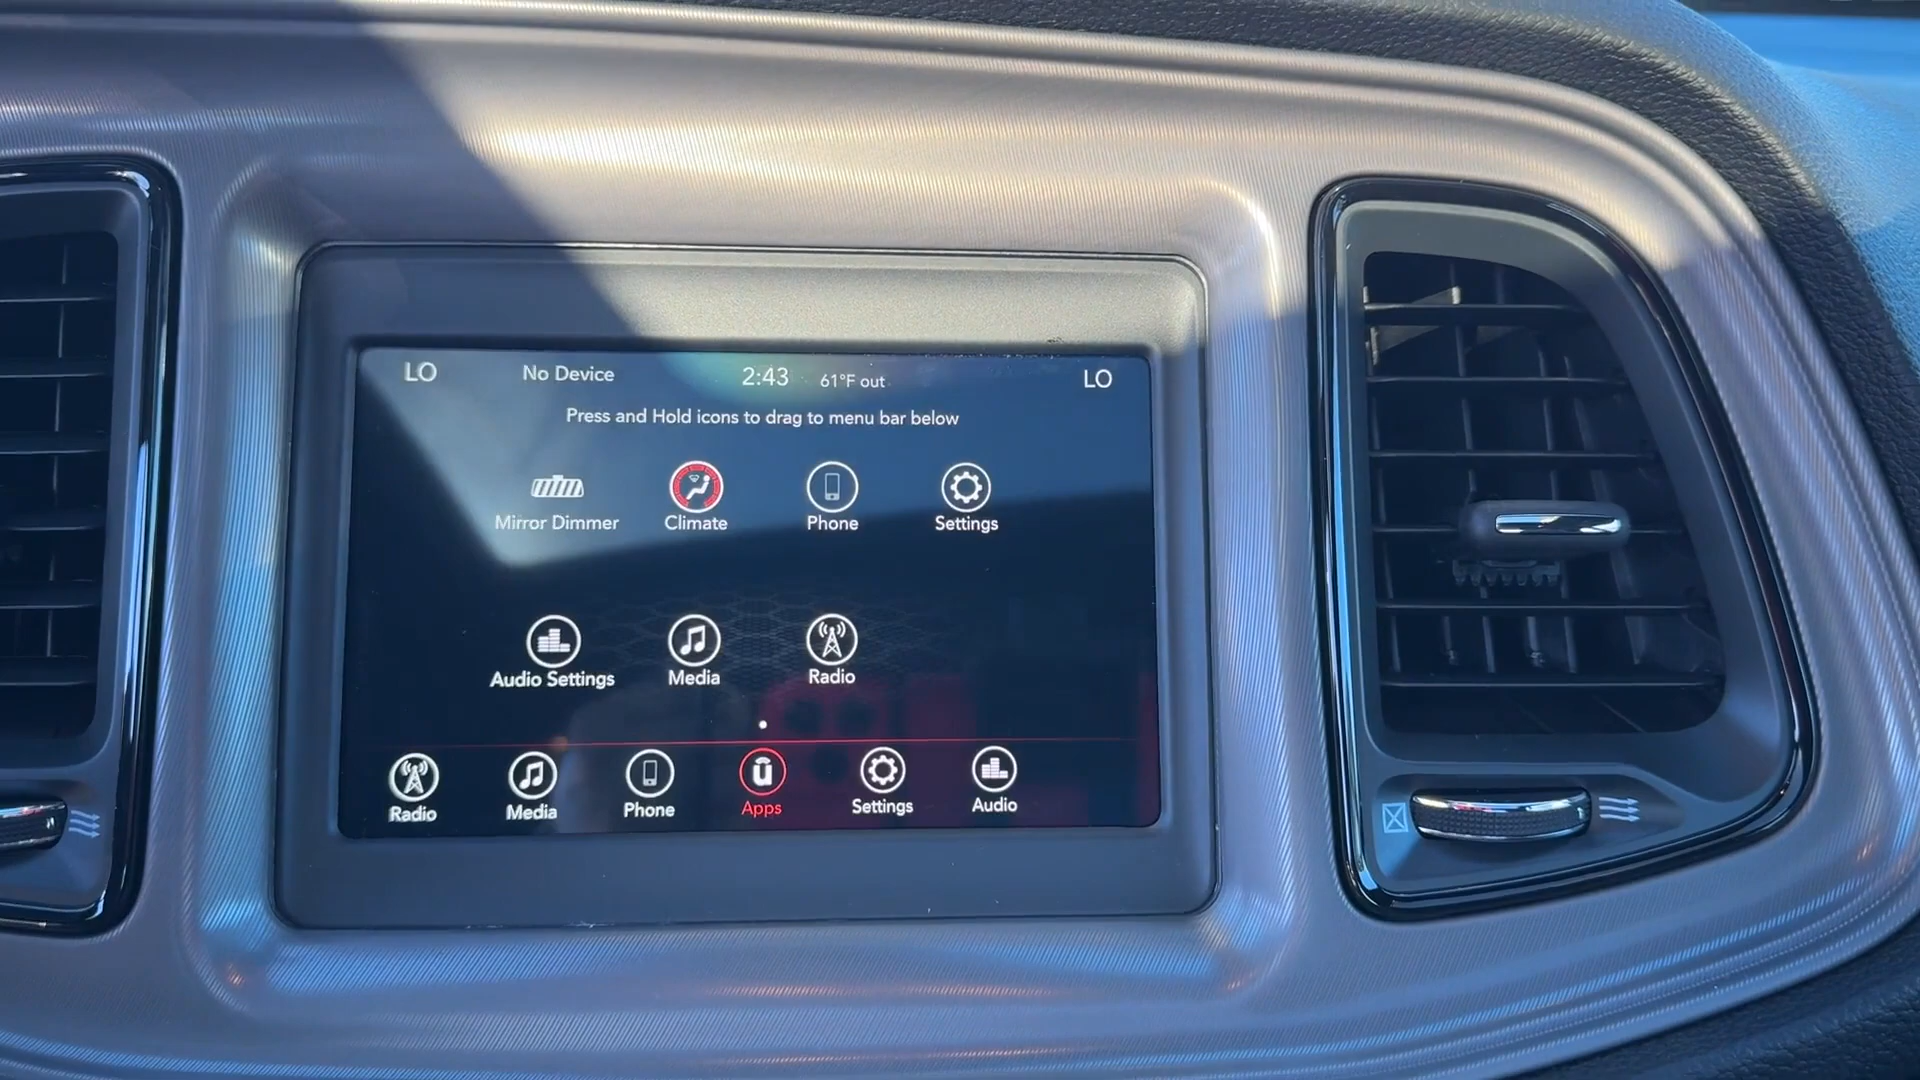 LO No Device 2:43 61°F out LO
Press and Hold icons to drag to menu bar below
Mirror Dimmer Climate Phone Settings
Audio Settings Media Radio
Radio Media Phone Apps Settings Audio